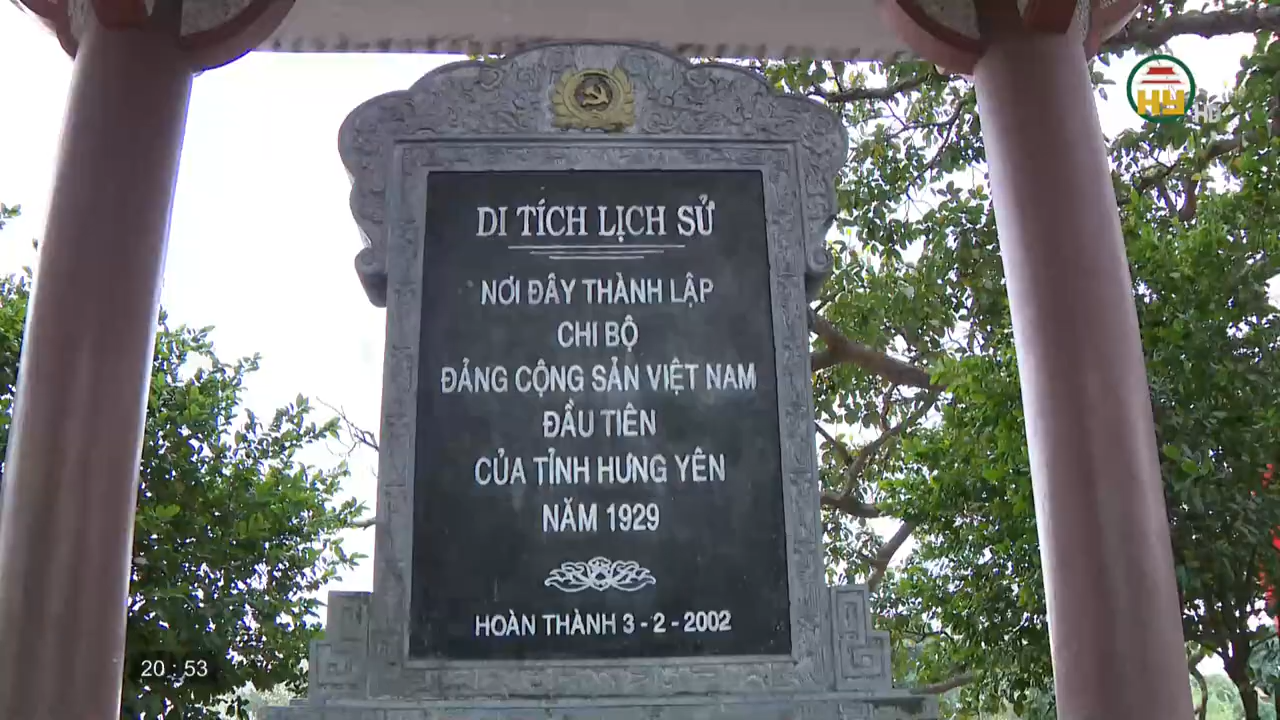 HY HD
DI TÍCH LỊCH SỬ
NƠI ĐÂY THÀNH LẬP
CHI BỘ
ĐẢNG CỘNG SẢN VIỆT NAM
ĐẦU TIÊN
CỦA TỈNH HƯNG YÊN
NĂM 1929
HOÀN THÀNH 3 - 2 - 2002
20 : 53